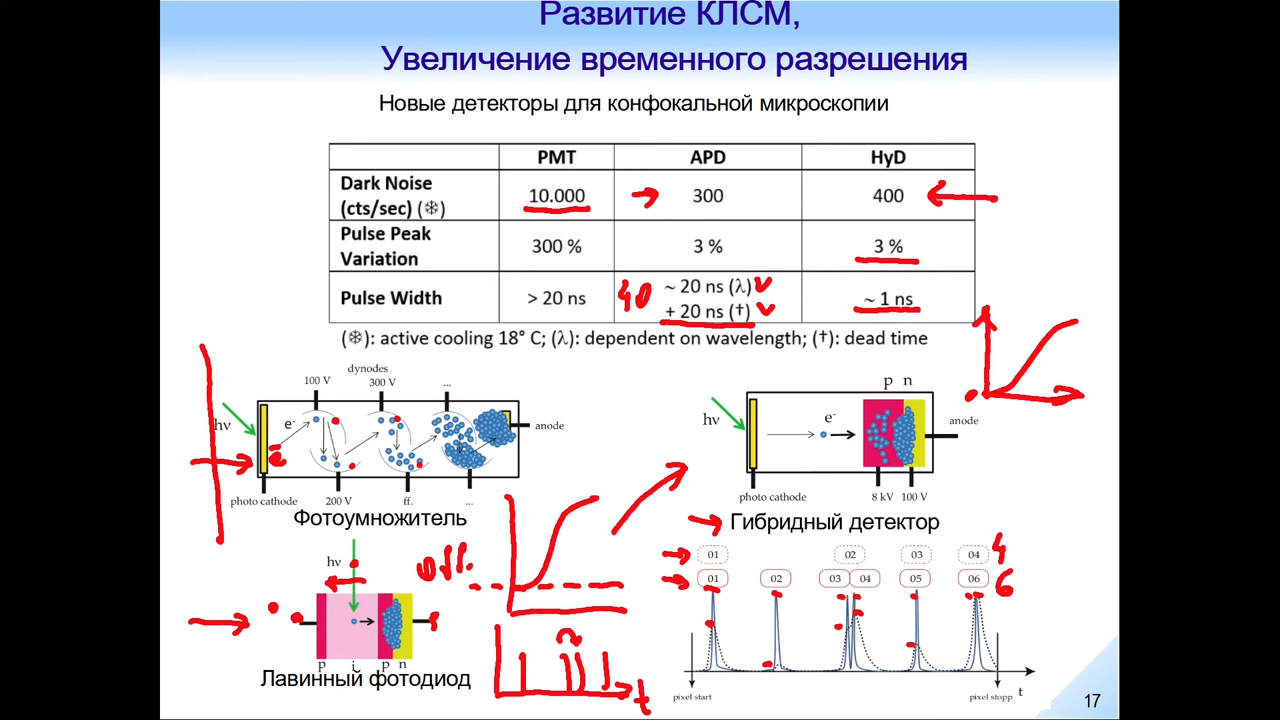 Развитие КЛСМ,
Увеличение временного разрешения
Новые детекторы для конфокальной микроскопии
PMT APD HyD
Dark Noise
(cts/sec) (❄) 10.000 300 400
Pulse Peak
Variation 300 % 3 % 3 %
Pulse Width > 20 ns 40 ~ 20 ns (λ)
+ 20 ns (†) ~ 1 ns
(❄): active cooling 18° C; (λ): dependent on wavelength; (†): dead time
dynodes
100 V 300 V ...
hν e⁻ anode
e⁻
photo cathode 200 V ff. ...
Фотоумножитель
p n
hν e⁻ anode
photo cathode 8 kV 100 V
Гибридный детектор
hν
p i p n
Лавинный фотодиод
t
01 02 03 04 4
01 02 03 04 05 06 6
pixel start pixel stopp t
17